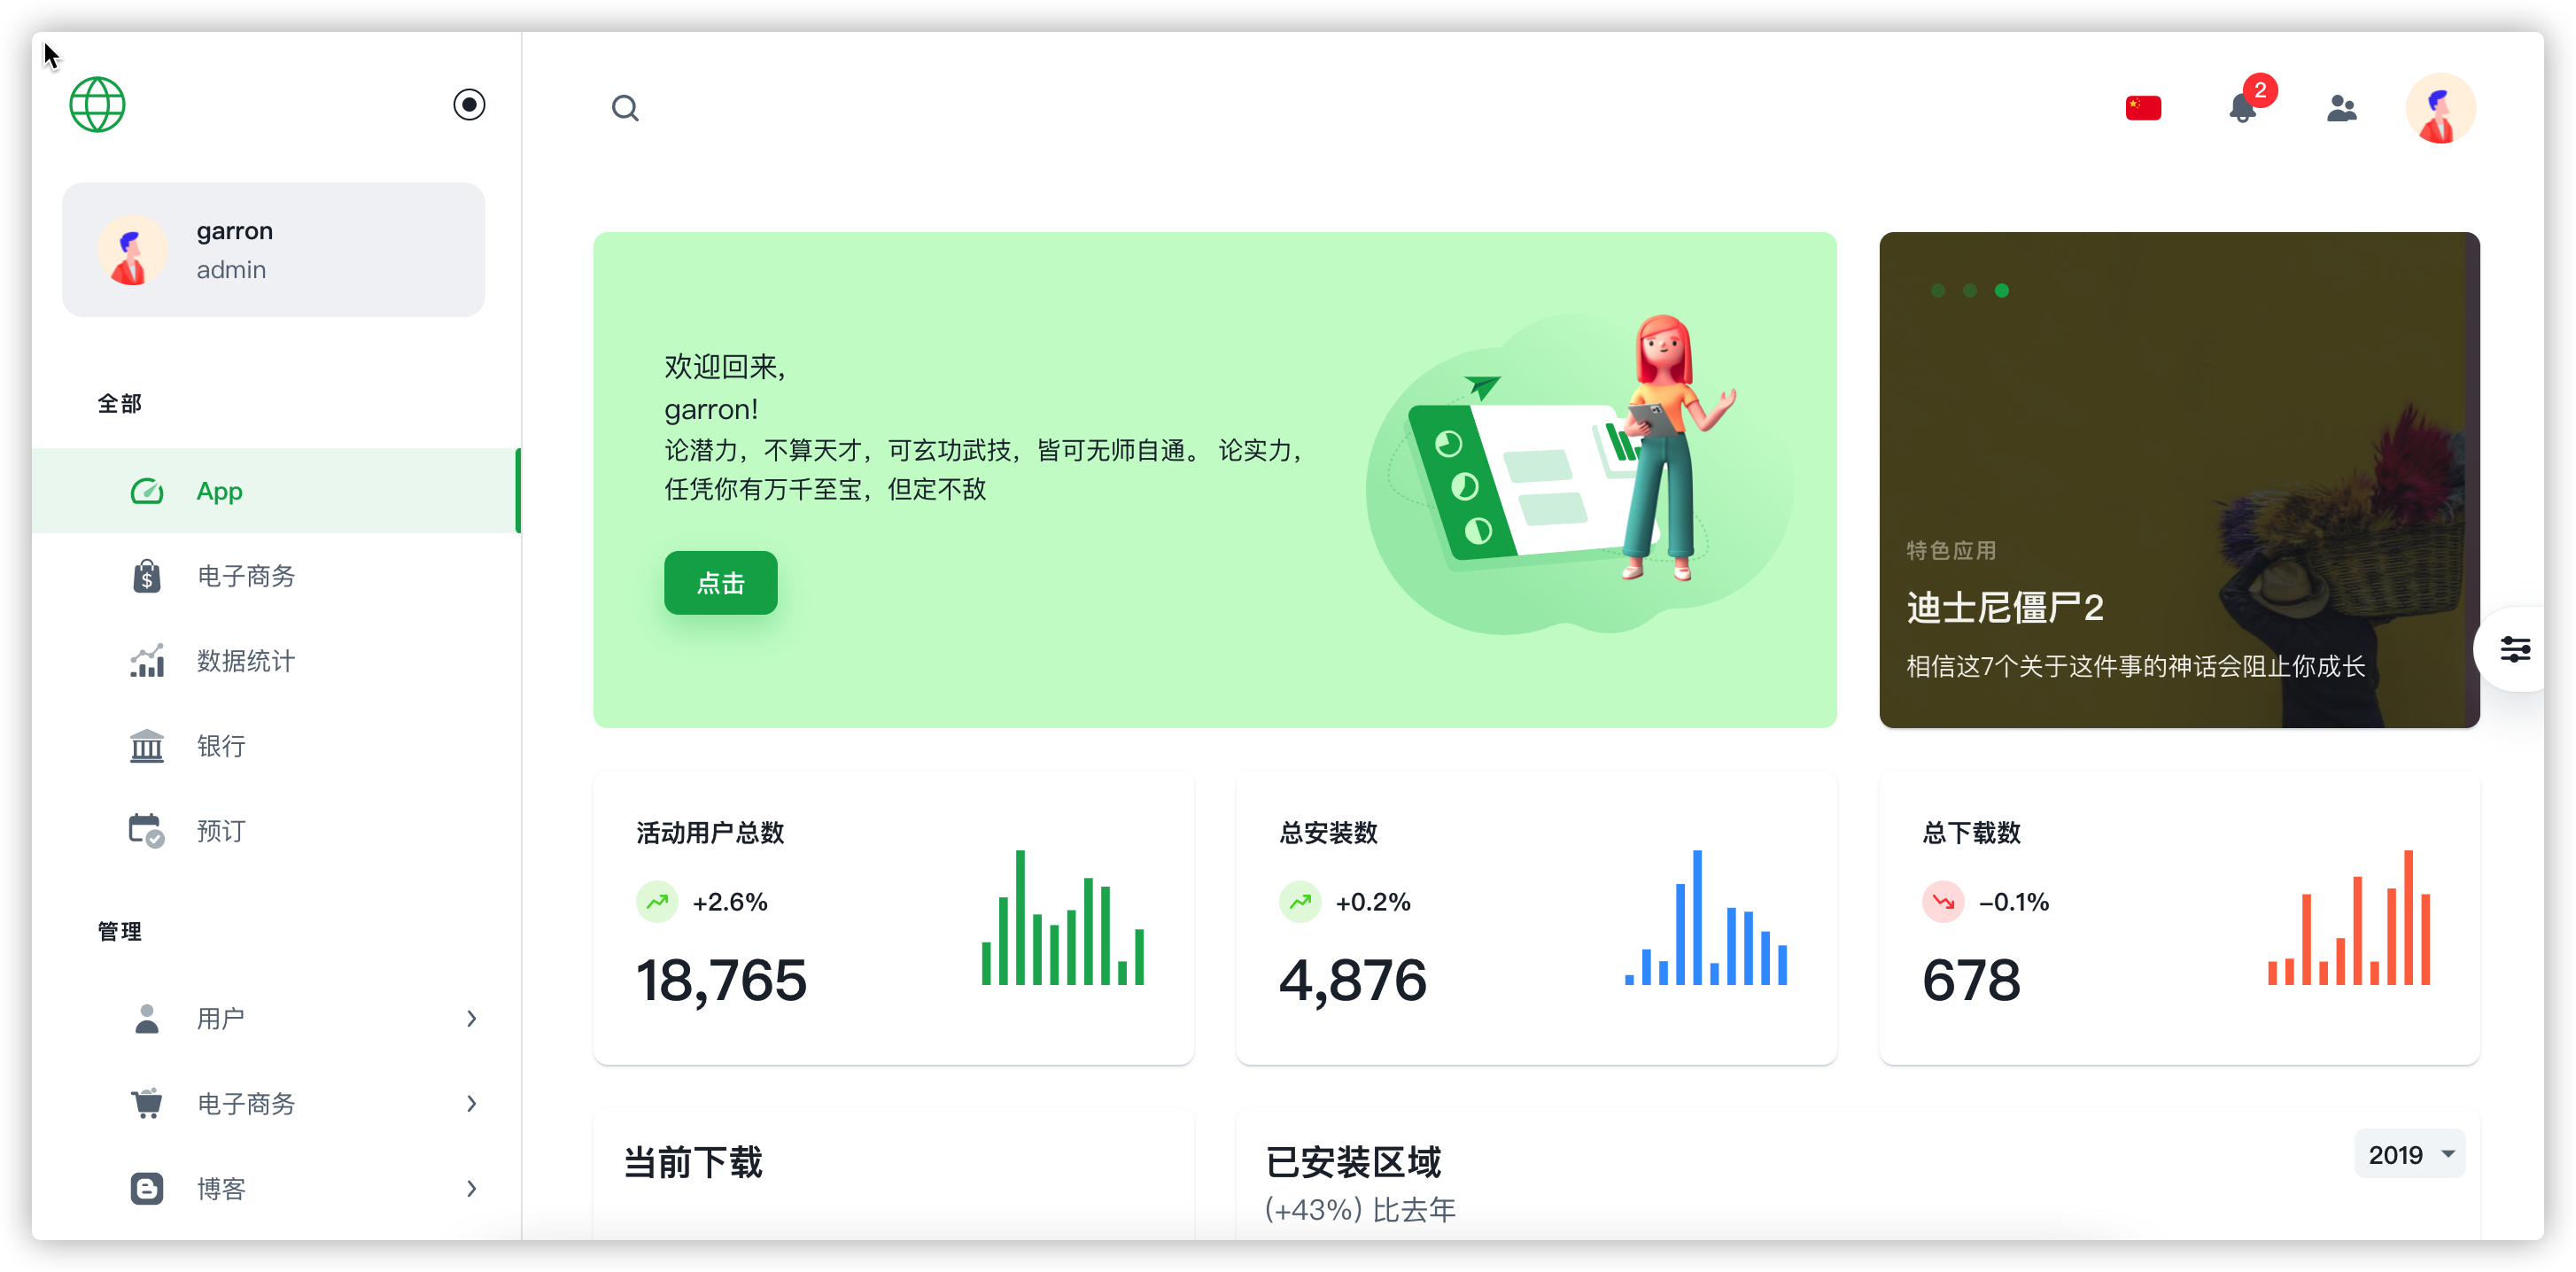 2
garron
admin
全部
App
电子商务
数据统计
银行
预订
管理
用户
电子商务
博客
欢迎回来,
garron!
论潜力，不算天才，可玄功武技，皆可无师自通。 论实力，
任凭你有万千至宝，但定不敌
点击
特色应用
迪士尼僵尸2
相信这7个关于这件事的神话会阻止你成长
活动用户总数
+2.6%
18,765
总安装数
+0.2%
4,876
总下载数
−0.1%
678
当前下载
已安装区域
(+43%) 比去年
2019